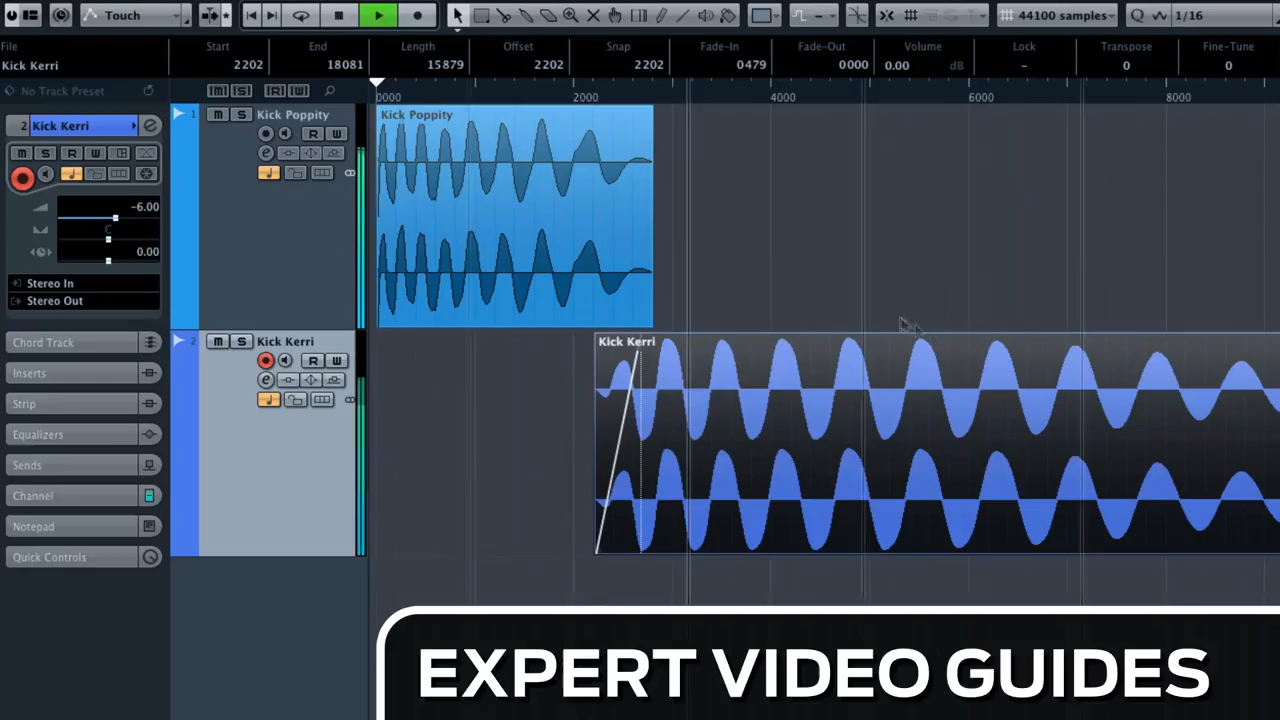 Touch
44100 samples
Q 1/16
File Start End Length Offset Snap Fade-In Fade-Out Volume Lock Transpose Fine-Tune
Kick Kerri 2202 18081 15879 2202 2202 0479 0000 0.00 dB - 0 0
No Track Preset
M S R W
0000 2000 4000 6000 8000
2 Kick Kerri e
M S R W
-6.00
C
0.00
Stereo In
Stereo Out
Chord Track
Inserts
Strip
Equalizers
Sends
Channel
Notepad
Quick Controls
1 M S Kick Poppity
R W
e
Kick Poppity
2 M S Kick Kerri
R W
e
Kick Kerri
EXPERT VIDEO GUIDES